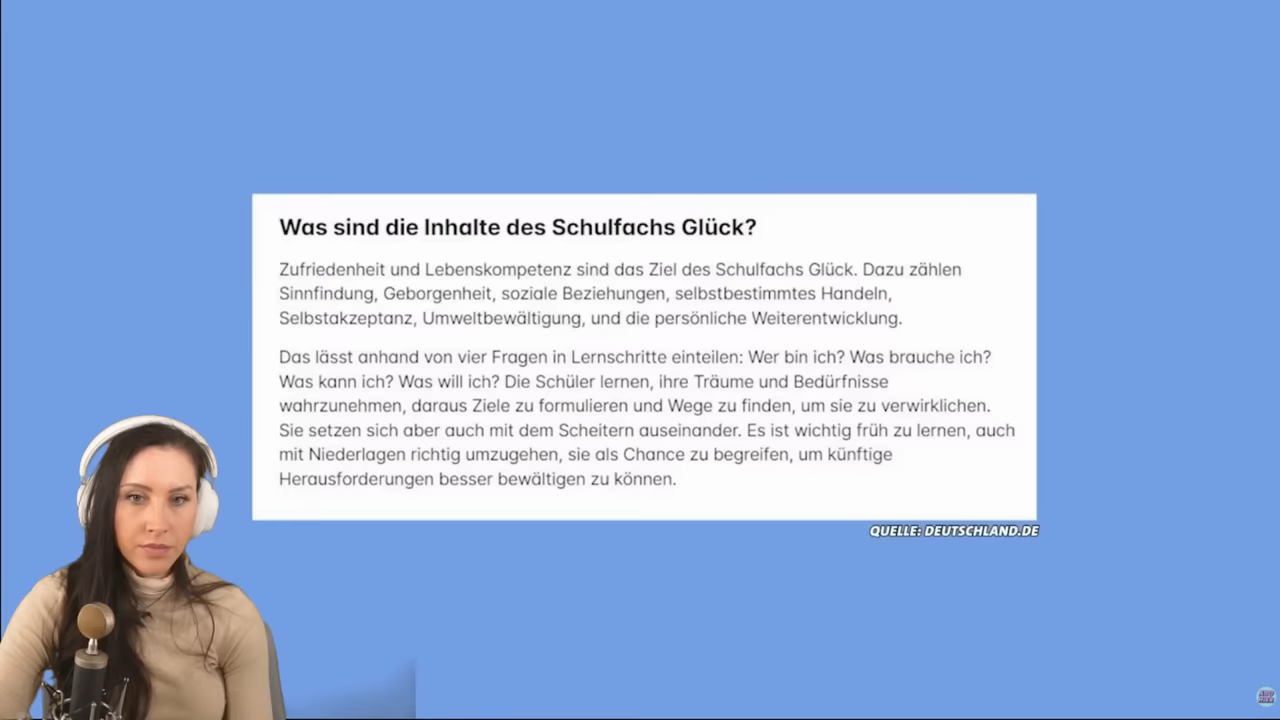 Was sind die Inhalte des Schulfachs Glück?
Zufriedenheit und Lebenskompetenz sind das Ziel des Schulfachs Glück. Dazu zählen
Sinnfindung, Geborgenheit, soziale Beziehungen, selbstbestimmtes Handeln,
Selbstakzeptanz, Umweltbewältigung, und die persönliche Weiterentwicklung.
Das lässt anhand von vier Fragen in Lernschritte einteilen: Wer bin ich? Was brauche ich?
Was kann ich? Was will ich? Die Schüler lernen, ihre Träume und Bedürfnisse
wahrzunehmen, daraus Ziele zu formulieren und Wege zu finden, um sie zu verwirklichen.
Sie setzen sich aber auch mit dem Scheitern auseinander. Es ist wichtig früh zu lernen, auch
mit Niederlagen richtig umzugehen, sie als Chance zu begreifen, um künftige
Herausforderungen besser bewältigen zu können.
QUELLE: DEUTSCHLAND.DE